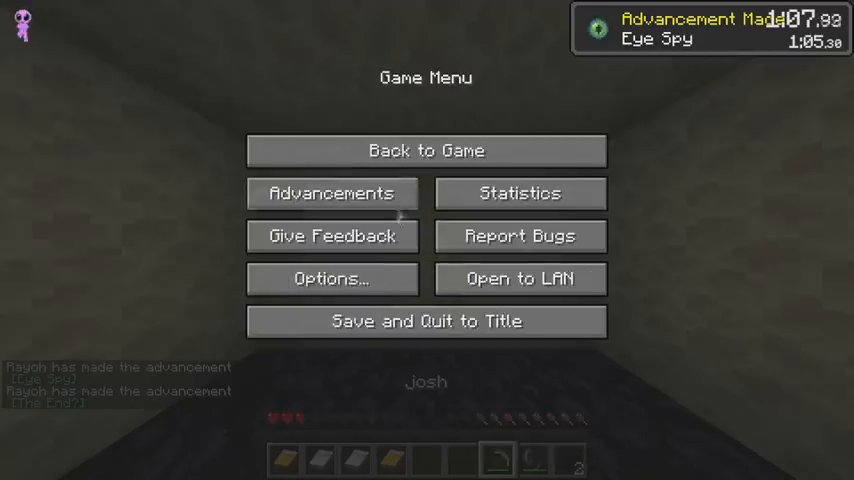 Advancement Made!
1:07.93
Eye Spy
1:05.30
Game Menu
Back to Game
Advancements
Statistics
Give Feedback
Report Bugs
Options...
Open to LAN
Save and Quit to Title
Rayoh has made the advancement
[Eye Spy]
Rayoh has made the advancement
[The End?]
josh
2